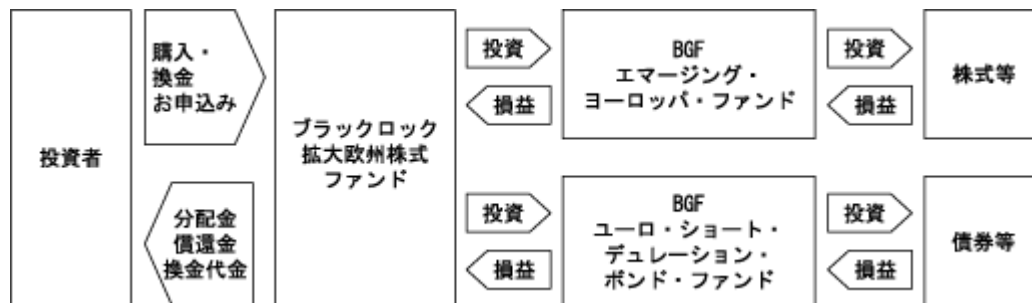 投資者
購入・
換金
お申込み
分配金
償還金
換金代金
ブラックロック
拡大欧州株式
ファンド
投資
損益
BGF
エマージング・
ヨーロッパ・ファンド
投資
損益
株式等
投資
損益
BGF
ユーロ・ショート・
デュレーション・
ボンド・ファンド
投資
損益
債券等